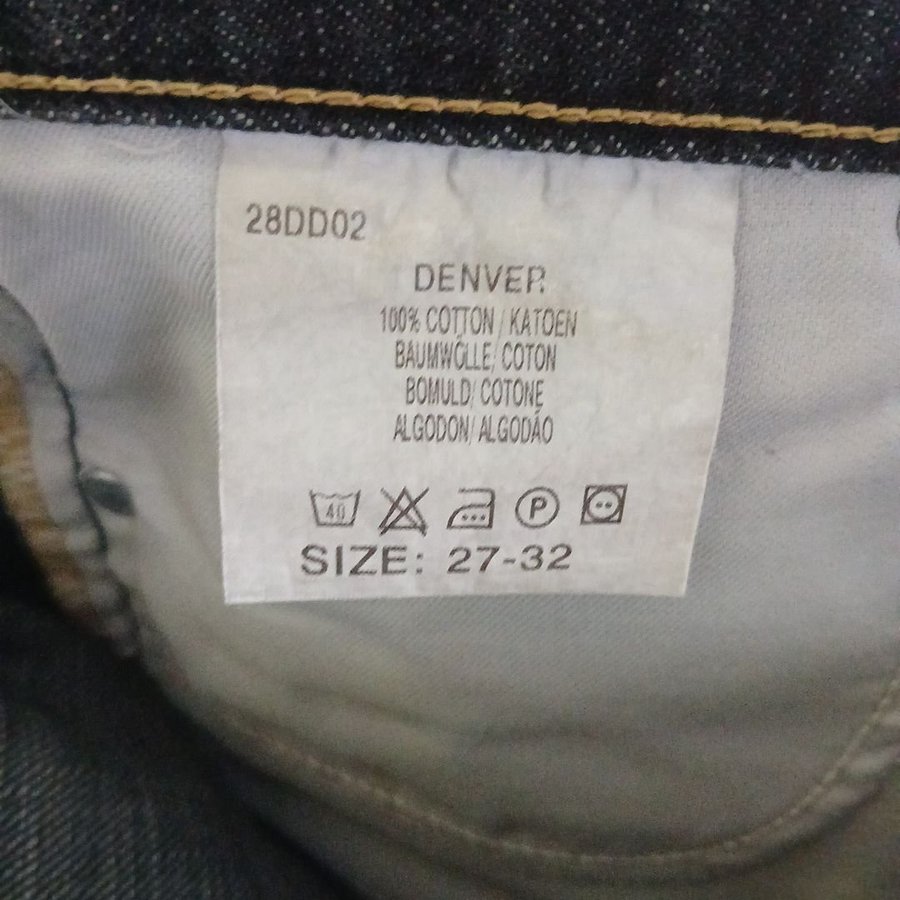 28DD02
DENVER
100% COTTON / KATOEN
BAUMWOLLE/ COTON
BOMULD/ COTONE
ALGODON/ ALGODÃO
40 P
SIZE: 27-32